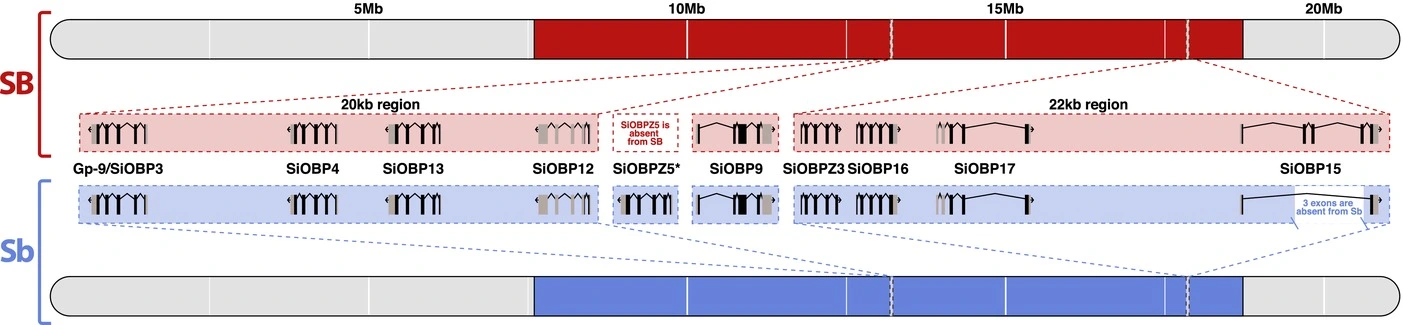 5Mb 10Mb 15Mb 20Mb
SB
20kb region 22kb region
SiOBPZ5 is
absent
from SB
Gp-9/SiOBP3 SiOBP4 SiOBP13 SiOBP12 SiOBPZ5* SiOBP9 SiOBPZ3 SiOBP16 SiOBP17 SiOBP15
3 exons are
absent from Sb
Sb